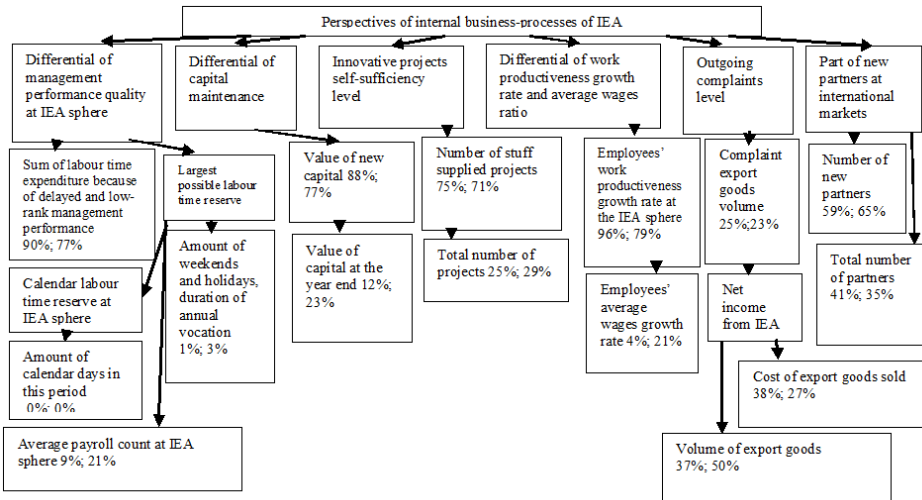 Perspectives of internal business-processes of IEA
Differential of
management
performance quality
at IEA sphere
Differential of
capital
maintenance
Innovative projects
self-sufficiency
level
Differential of work
productiveness growth
rate and average wages
ratio
Outgoing
complaints
level
Part of new
partners at
international
markets
Sum of labour time
expenditure because
of delayed and low-
rank management
performance
90%; 77%
Largest
possible labour
time reserve
Value of new
capital 88%;
77%
Number of stuff
supplied projects
75%; 71%
Employees’
work
productiveness
growth rate at
the IEA sphere
96%; 79%
Complaint
export
goods
volume
25%;23%
Number of
new
partners
59%; 65%
Calendar labour
time reserve at
IEA sphere
Amount of
weekends
and holidays,
duration of
annual
vocation
1%; 3%
Value of
capital at the
year end 12%;
23%
Total number of
projects 25%; 29%
Employees’
average
wages growth
rate 4%; 21%
Net
income
from IEA
Total number
of partners
41%; 35%
Amount of
calendar days in
this period
0%; 0%
Cost of export goods sold
38%; 27%
Average payroll count at IEA
sphere 9%; 21%
Volume of export goods
37%; 50%